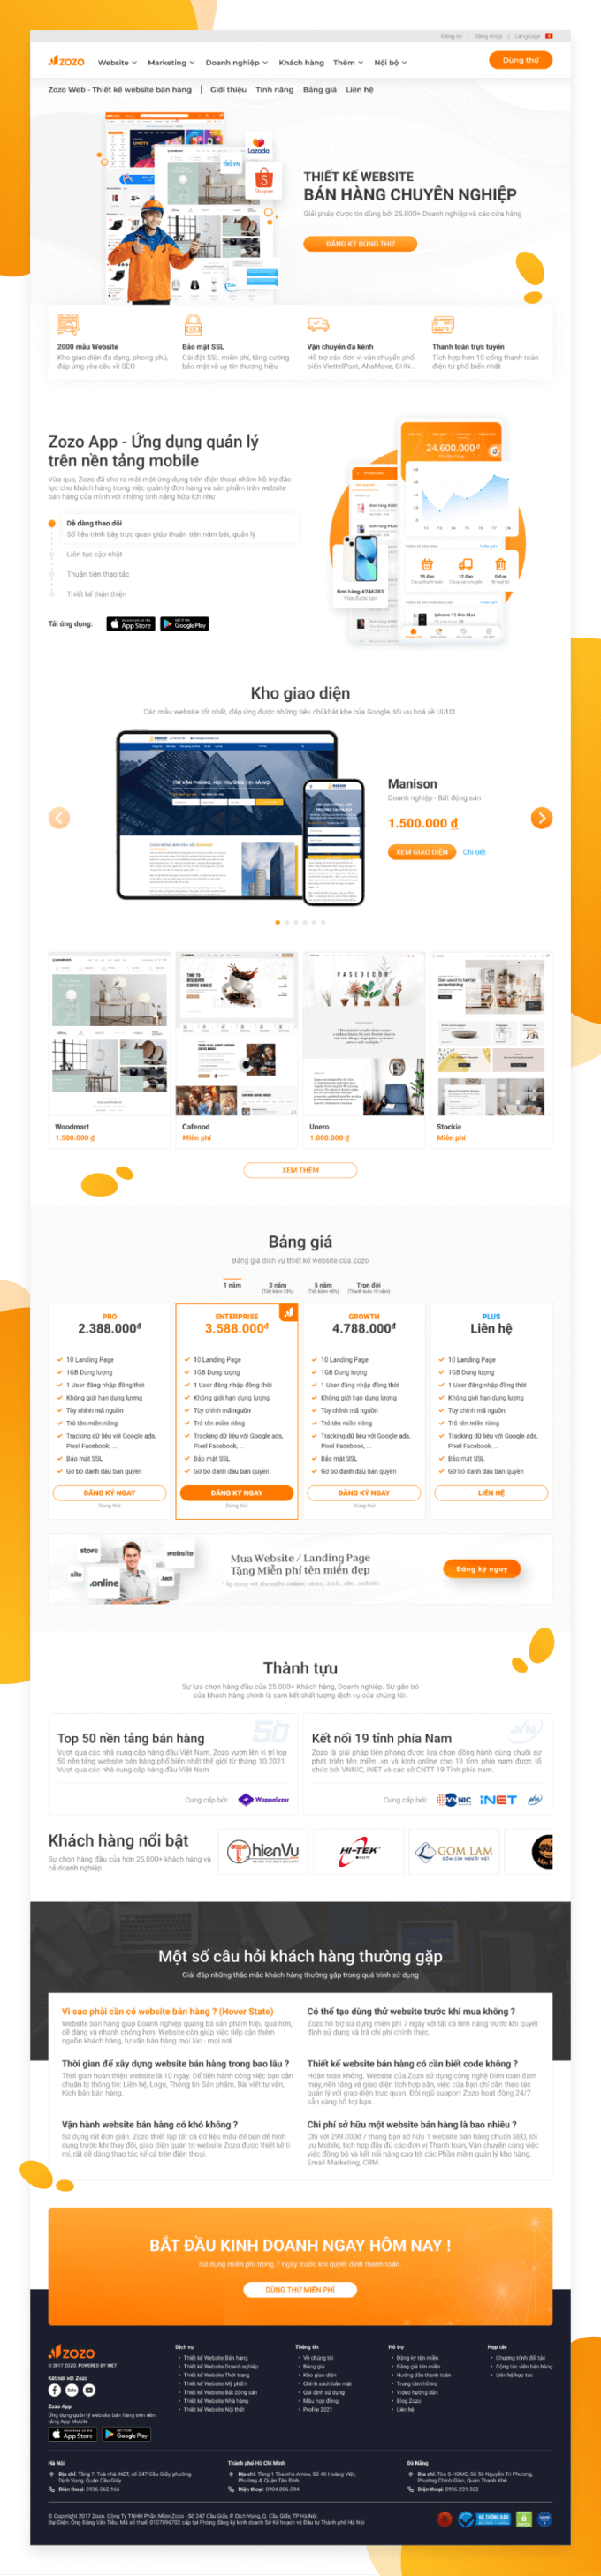 Đăng ký | Đăng nhập | Language
ZOZO Website Marketing Doanh nghiệp Khách hàng Thêm Nội bộ Dùng thử
Zozo Web - Thiết kế website bán hàng | Giới thiệu Tính năng Bảng giá Liên hệ
Lazada
TIKI.VN
Shopee
THIẾT KẾ WEBSITE
BÁN HÀNG CHUYÊN NGHIỆP
Giải pháp được tin dùng bởi 25.000+ Doanh nghiệp và các cửa hàng
ĐĂNG KÝ DÙNG THỬ
2000 mẫu Website
Kho giao diện đa dạng, phong phú,
đáp ứng yêu cầu về SEO
Bảo mật SSL
Cài đặt SSL miễn phí, tăng cường
bảo mật và uy tín thương hiệu
Vận chuyển đa kênh
Hỗ trợ các đơn vị vận chuyển phổ
biến ViettelPost, AhaMove, GHN...
Thanh toán trực tuyến
Tích hợp hơn 10 cổng thanh toán
điện tử phổ biến nhất
Zozo App - Ứng dụng quản lý
trên nền tảng mobile
Vừa qua, Zozo đã cho ra mắt một ứng dụng trên điện thoại nhằm hỗ trợ đắc
lực cho khách hàng trong việc quản lý đơn hàng và sản phẩm trên website
bán hàng của mình với những tính năng hữu ích như
Dễ dàng theo dõi
Số liệu trình bày trực quan giúp thuận tiện nắm bắt, quản lý
Liên tục cập nhật
Thuận tiện thao tác
Thiết kế thân thiện
Tải ứng dụng: App Store Google Play
24.600.000đ
Đơn hàng #246283
Vừa được tạo
Iphone 13 Pro Max
Kho giao diện
Các mẫu website tốt nhất, đáp ứng được những tiêu chí khắt khe của Google, tối ưu hoá về UI/UX.
Manison
Doanh nghiệp - Bất động sản
1.500.000 đ
XEM GIAO DIỆN Chi tiết
VASEDECOR
Woodmart
1.500.000 đ
Cafenod
Miễn phí
Unero
1.000.000 đ
Stockie
Miễn phí
XEM THÊM
Bảng giá
Bảng giá dịch vụ thiết kế website của Zozo
1 năm 3 năm 5 năm Trọn đời
PRO
2.388.000đ
10 Landing Page
1GB Dung lượng
1 User đăng nhập đồng thời
Không giới hạn dung lượng
Tùy chỉnh mã nguồn
Trỏ tên miền riêng
Tracking dữ liệu với Google ads,
Pixel Facebook, ...
Bảo mật SSL
Gỡ bỏ đánh dấu bản quyền
ĐĂNG KÝ NGAY
Dùng thử
ENTERPRISE
3.588.000đ
10 Landing Page
1GB Dung lượng
1 User đăng nhập đồng thời
Không giới hạn dung lượng
Tùy chỉnh mã nguồn
Trỏ tên miền riêng
Tracking dữ liệu với Google ads,
Pixel Facebook, ...
Bảo mật SSL
Gỡ bỏ đánh dấu bản quyền
ĐĂNG KÝ NGAY
Dùng thử
GROWTH
4.788.000đ
10 Landing Page
1GB Dung lượng
1 User đăng nhập đồng thời
Không giới hạn dung lượng
Tùy chỉnh mã nguồn
Trỏ tên miền riêng
Tracking dữ liệu với Google ads,
Pixel Facebook, ...
Bảo mật SSL
Gỡ bỏ đánh dấu bản quyền
ĐĂNG KÝ NGAY
Dùng thử
PLUS
Liên hệ
10 Landing Page
1GB Dung lượng
1 User đăng nhập đồng thời
Không giới hạn dung lượng
Tùy chỉnh mã nguồn
Trỏ tên miền riêng
Tracking dữ liệu với Google ads,
Pixel Facebook, ...
Bảo mật SSL
Gỡ bỏ đánh dấu bản quyền
LIÊN HỆ
.store
website
site
.online
.tech
Mua Website / Landing Page
Tặng Miễn phí tên miền đẹp
Đăng ký ngay
Thành tựu
Sự lựa chọn hàng đầu của 25.000+ Khách hàng, Doanh nghiệp. Sự gắn bó
của khách hàng chính là cam kết chất lượng dịch vụ của chúng tôi.
Top 50 nền tảng bán hàng
50
Vượt qua các nhà cung cấp hàng đầu Việt Nam, Zozo vươn lên vị trí top
50 nền tảng website bán hàng phổ biến nhất thế giới từ tháng 10.2021.
Vượt qua các nhà cung cấp hàng đầu Việt Nam
Cung cấp bởi: Wappalyzer
Kết nối 19 tỉnh phía Nam
Zozo là giải pháp tiên phong được lựa chọn đồng hành cùng chuỗi sự
phát triển tên miền .vn và kinh online cho 19 tỉnh phía nam được tổ
chức bởi VNNIC, iNET và các sở CNTT 19 Tỉnh phía nam.
Cung cấp bởi: VNNIC iNET
Khách hàng nổi bật
Sự chọn hàng đầu của hơn 25.000+ khách hàng và
cả doanh nghiệp.
ThienVu
HI-TEK
GOM LAM
Một số câu hỏi khách hàng thường gặp
Giải đáp những thắc mắc khách hàng thường gặp trong quá trình sử dụng
Vì sao phải cần có website bán hàng ? (Hover State)
Website bán hàng giúp Doanh nghiệp quảng bá sản phẩm hiệu quả hơn,
dễ dàng và nhanh chóng hơn. Website còn giúp việc tiếp cận thêm
nguồn khách hàng, tư vấn bán hàng mọi lúc - mọi nơi.
Có thể tạo dùng thử website trước khi mua không ?
Zozo hỗ trợ sử dụng miễn phí 7 ngày với tất cả tính năng trước khi quyết
định sử dụng và trả chi phí chính thức.
Thời gian để xây dựng website bán hàng trong bao lâu ?
Thời gian hoàn thiện website là 10 ngày. Để tiến hành công việc bạn cần
chuẩn bị thông tin: Liên hệ, Logo, Thông tin Sản phẩm, Bài viết tư vấn,
Kịch bản bán hàng.
Thiết kế website bán hàng có cần biết code không ?
Hoàn toàn không. Website của Zozo sử dụng công nghệ Điện toán đám
mây, nền tảng và giao diện tích hợp sẵn, việc của bạn chỉ cần thao tác
quản lý với giao diện trực quan. Đội ngũ support Zozo hoạt động 24/7
sẵn sàng hỗ trợ bạn.
Vận hành website bán hàng có khó không ?
Sử dụng rất đơn giản. Zozo thiết lập tất cả dữ liệu mẫu để bạn dễ hình
dung trước khi thay đổi, giao diện quản trị website Zozo được thiết kế tỉ
mỉ, rất dễ dàng thao tác kể cả trên điện thoại.
Chi phí sở hữu một website bán hàng là bao nhiêu ?
Chỉ với 299.000đ / tháng bạn sở hữu 1 website bán hàng chuẩn SEO, tối
ưu Mobile, tích hợp đầy đủ các đơn vị Thanh toán, Vận chuyển cùng việc
việc đồng bộ và kết nối nâng cao tới các Phần mềm quản lý kho hàng,
Email Marketing, CRM.
BẮT ĐẦU KINH DOANH NGAY HÔM NAY !
Sử dụng miễn phí trong 7 ngày trước khi quyết định thanh toán.
DÙNG THỬ MIỄN PHÍ
ZOZO
© 2017 ZOZO. POWERED BY INET
Kết nối với Zozo
Zozo App
Ứng dụng quản lý website bán hàng trên nền
tảng App Mobile
App Store Google Play
Dịch vụ
Thiết kế Website Bán hàng
Thiết kế Website Doanh nghiệp
Thiết kế Website Thời trang
Thiết kế Website Mỹ phẩm
Thiết kế Website Bất động sản
Thiết kế Website Nhà hàng
Thiết kế Website Nội thất
Thông tin
Về chúng tôi
Bảng giá
Kho giao diện
Chính sách bảo mật
Qui định sử dụng
Mẫu hợp đồng
Profile 2021
Hỗ trợ
Đăng ký tên miền
Bảng giá tên miền
Hướng dẫn thanh toán
Trung tâm hỗ trợ
Video hướng dẫn
Blog Zozo
Liên hệ
Hợp tác
Chương trình đối tác
Cộng tác viên bán hàng
Liên hệ hợp tác
Hà Nội
Địa chỉ: Tầng 7, Toà nhà iNET, số 247 Cầu Giấy, phường
Dịch Vọng, Quận Cầu Giấy
Điện thoại: 0936.062.166
Thành phố Hồ Chí Minh
Địa chỉ: Tầng 1 Tòa nhà Arrow, Số 40 Hoàng Việt,
Phường 4, Quận Tân Bình
Điện thoại: 0904.886.094
Đà Nẵng
Địa chỉ: Tòa S-HOME, Số 56 Nguyễn Tri Phương,
Phường Chính Gián, Quận Thanh Khê
Điện thoại: 0936.231.322
© Copyright 2017 Zozo. Công Ty TNHH Phần Mềm Zozo - Số 247 Cầu Giấy, P. Dịch Vọng, Q. Cầu Giấy, TP Hà Nội.
Đại Diện: Ông Đặng Văn Tiểu. Mã số thuế: 0107896702 cấp tại Phòng đăng ký kinh doanh Sở Kế hoạch và Đầu tư Thành phố Hà Nội